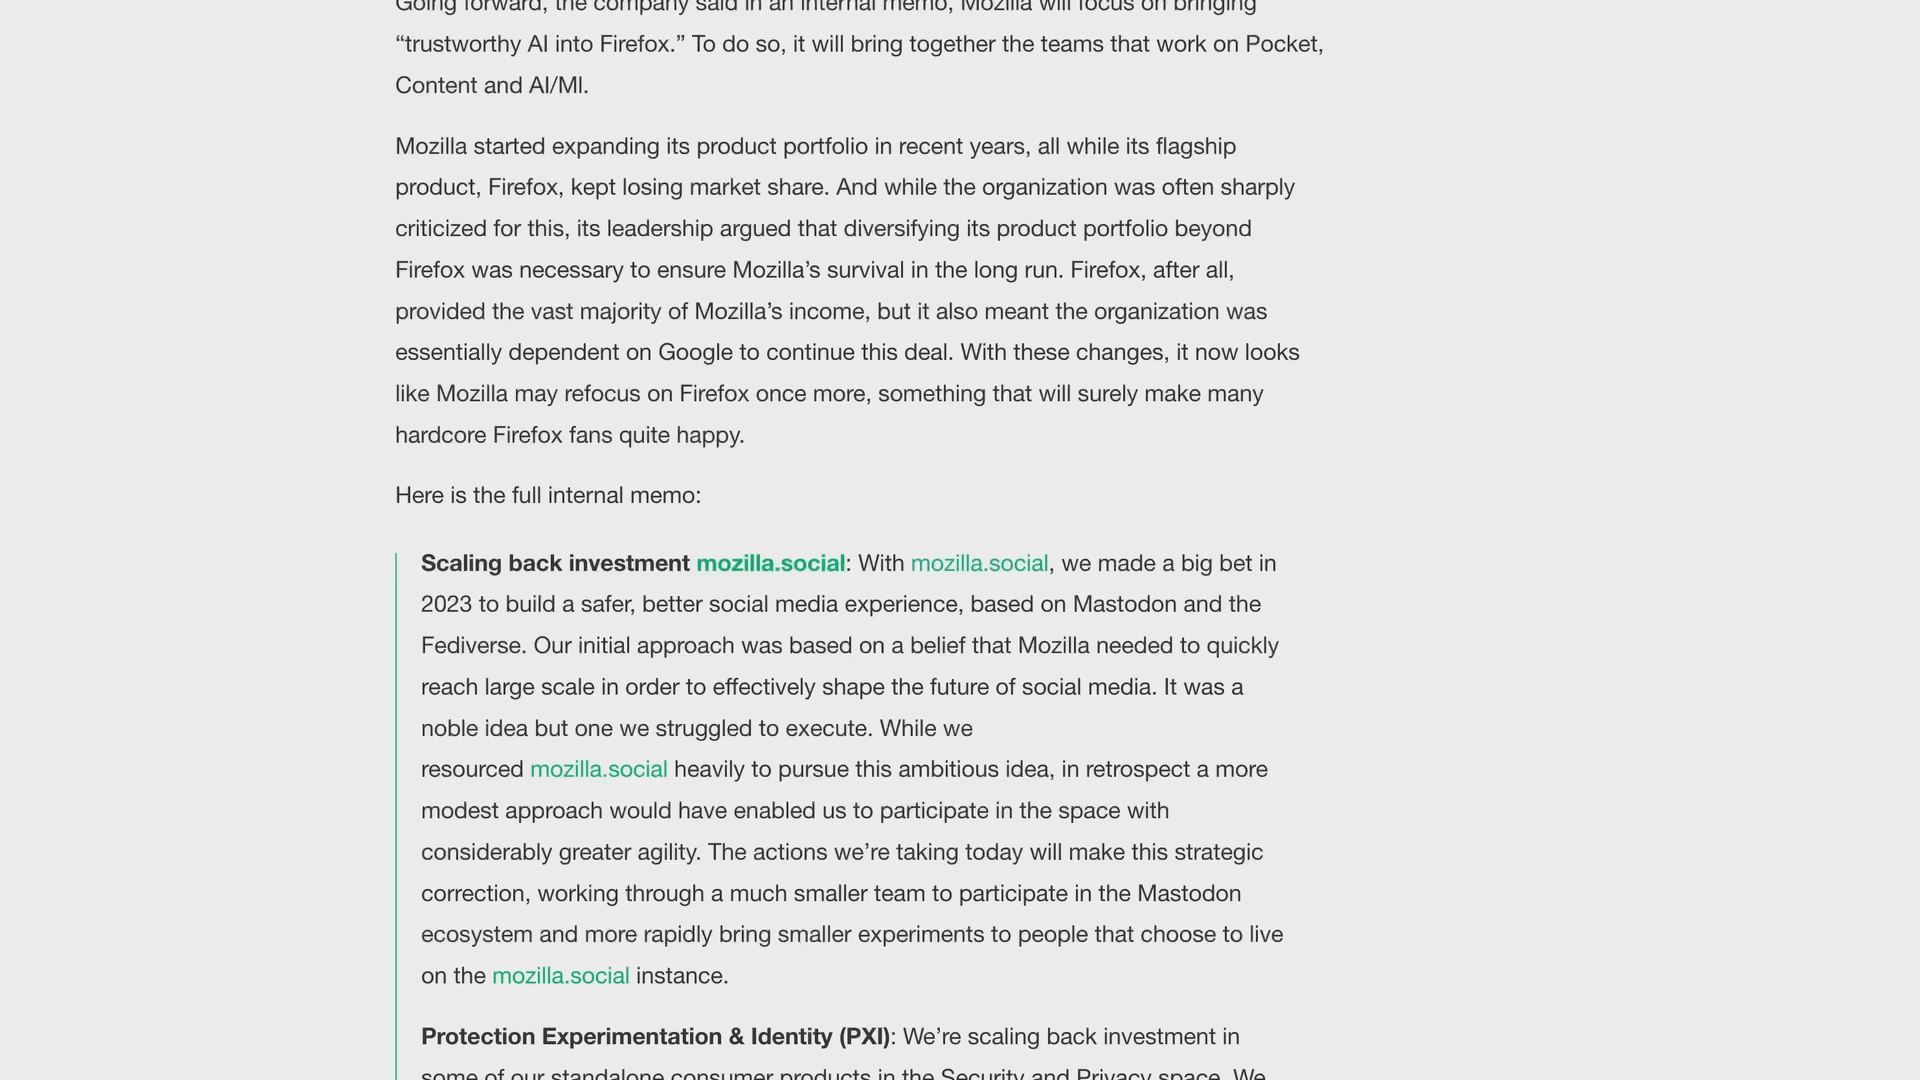 Going forward, the company said in an internal memo, Mozilla will focus on bringing
“trustworthy AI into Firefox.” To do so, it will bring together the teams that work on Pocket,
Content and AI/Ml.
Mozilla started expanding its product portfolio in recent years, all while its flagship
product, Firefox, kept losing market share. And while the organization was often sharply
criticized for this, its leadership argued that diversifying its product portfolio beyond
Firefox was necessary to ensure Mozilla’s survival in the long run. Firefox, after all,
provided the vast majority of Mozilla’s income, but it also meant the organization was
essentially dependent on Google to continue this deal. With these changes, it now looks
like Mozilla may refocus on Firefox once more, something that will surely make many
hardcore Firefox fans quite happy.
Here is the full internal memo:
Scaling back investment mozilla.social: With mozilla.social, we made a big bet in
2023 to build a safer, better social media experience, based on Mastodon and the
Fediverse. Our initial approach was based on a belief that Mozilla needed to quickly
reach large scale in order to effectively shape the future of social media. It was a
noble idea but one we struggled to execute. While we
resourced mozilla.social heavily to pursue this ambitious idea, in retrospect a more
modest approach would have enabled us to participate in the space with
considerably greater agility. The actions we’re taking today will make this strategic
correction, working through a much smaller team to participate in the Mastodon
ecosystem and more rapidly bring smaller experiments to people that choose to live
on the mozilla.social instance.
Protection Experimentation & Identity (PXI): We’re scaling back investment in
some of our standalone consumer products in the Security and Privacy space. We